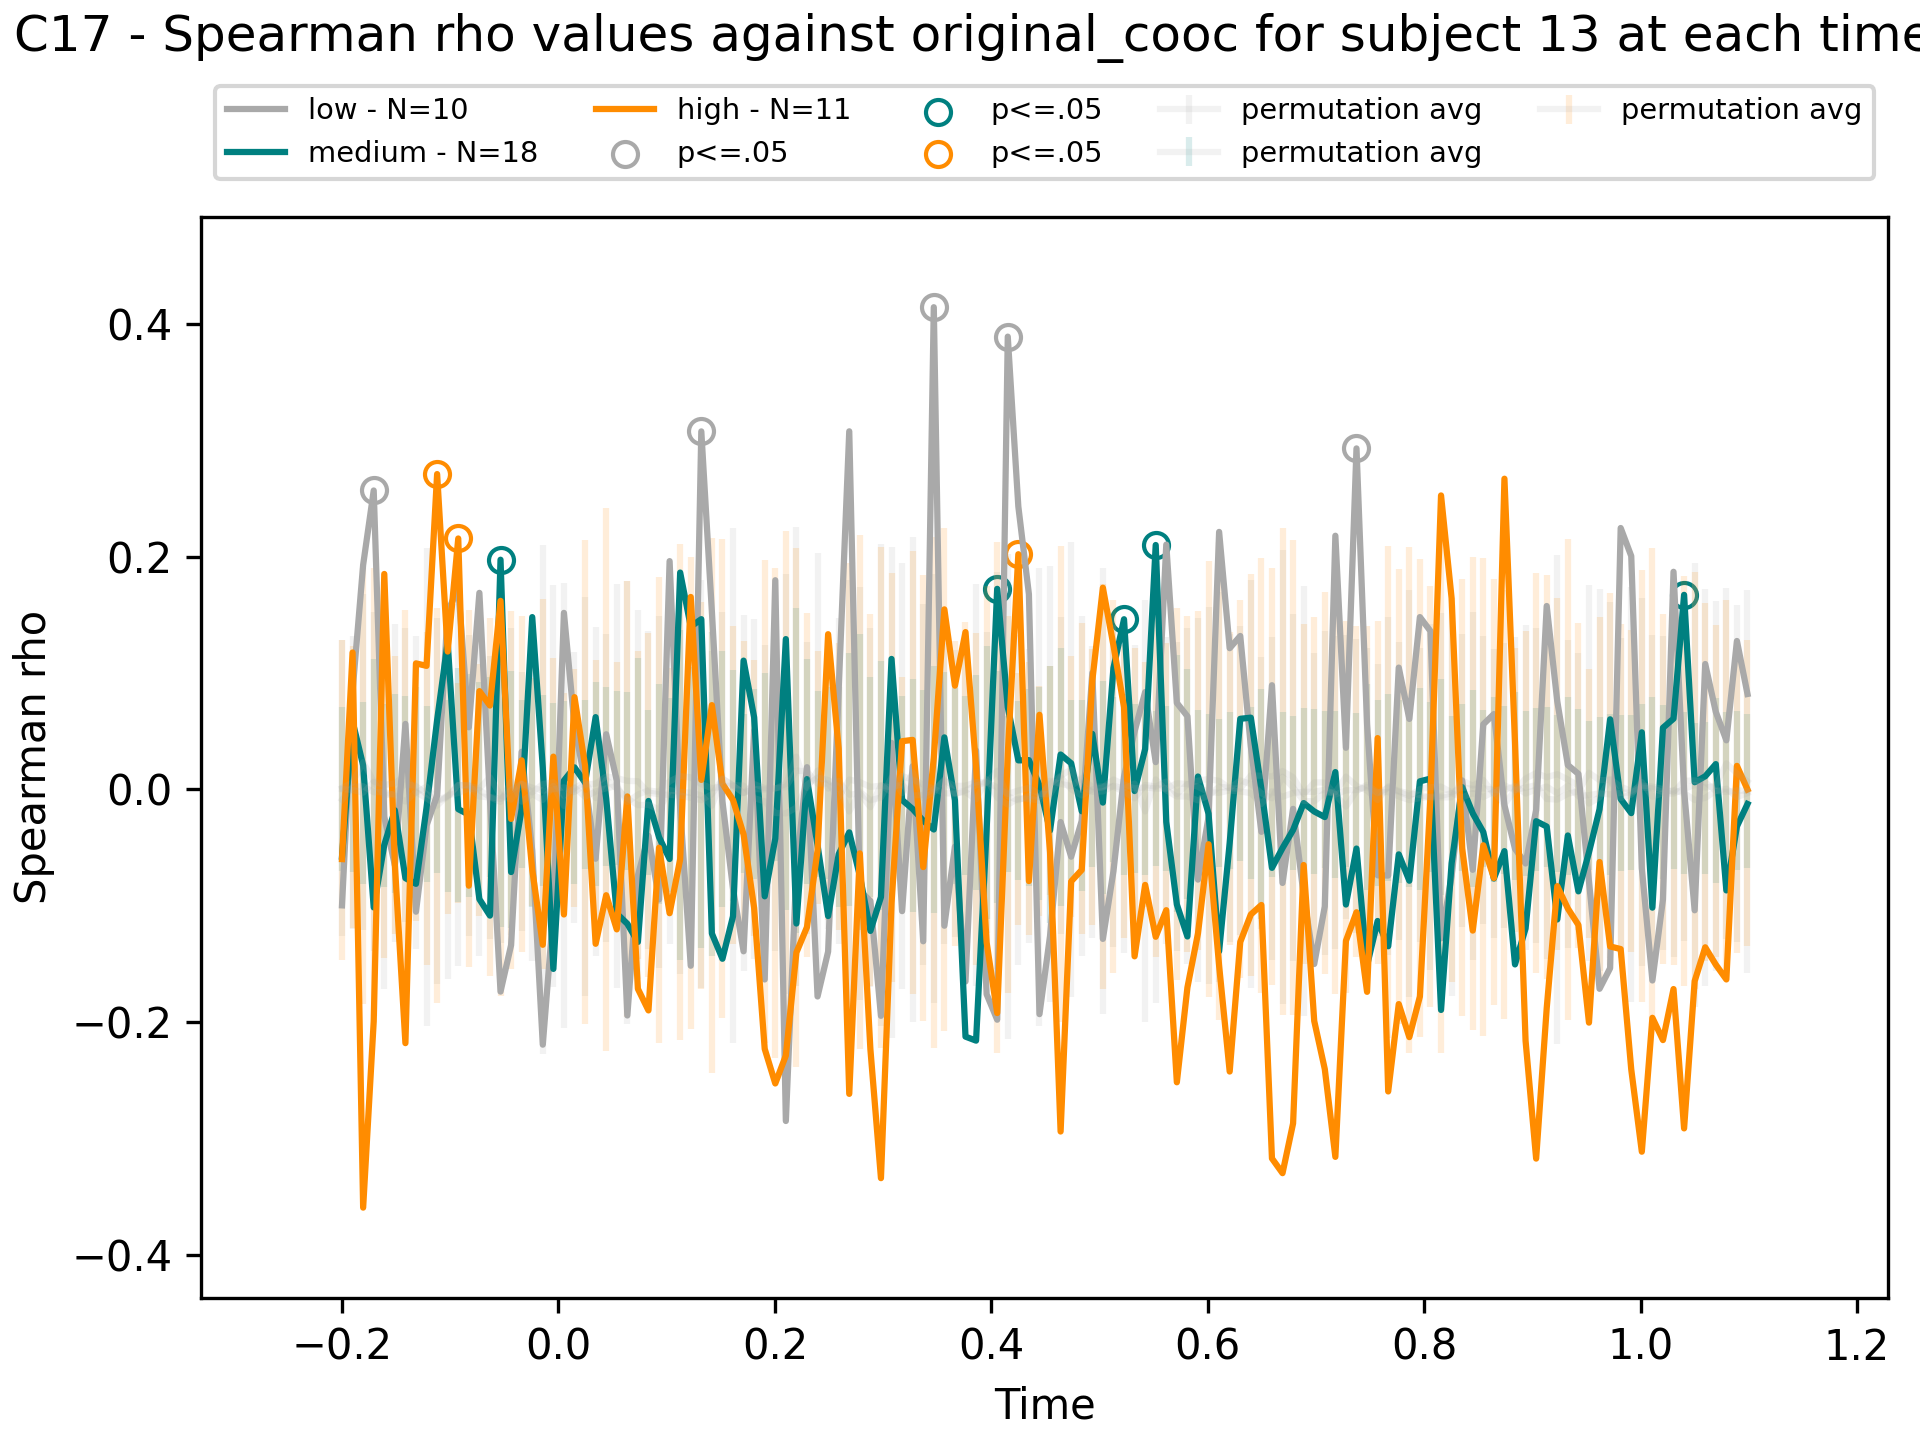 C17 - Spearman rho values against original_cooc for subject 13 at each time
low - N=10
medium - N=18
high - N=11
p<=.05
p<=.05
p<=.05
permutation avg
permutation avg
permutation avg
Spearman rho
0.4
0.2
0.0
−0.2
−0.4
−0.2 0.0 0.2 0.4 0.6 0.8 1.0 1.2
Time